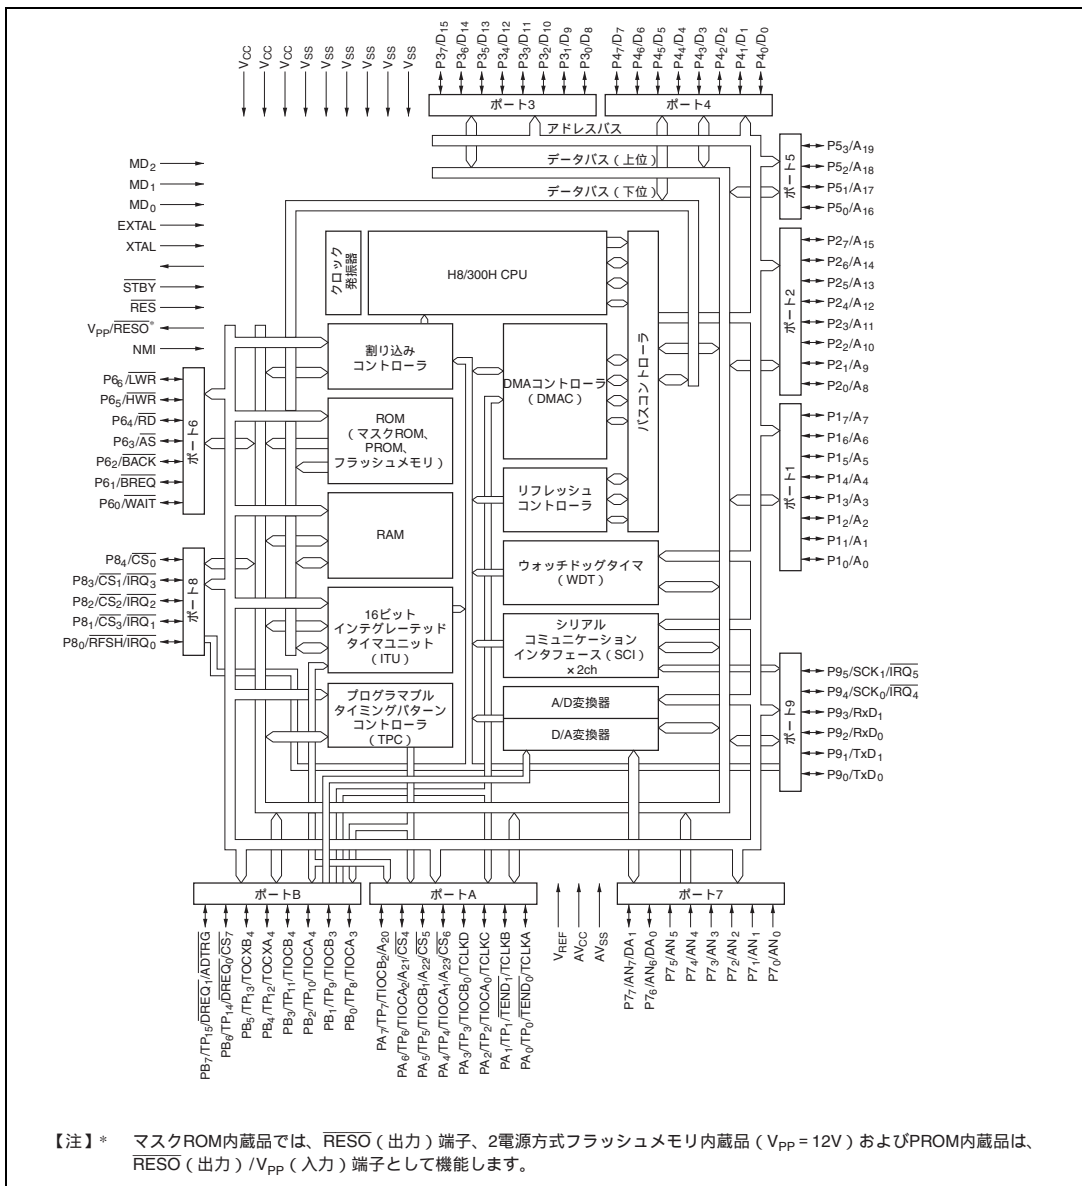 VCC
VCC
VCC
VSS
VSS
VSS
VSS
VSS
VSS
P37/D15
P36/D14
P35/D13
P34/D12
P33/D11
P32/D10
P31/D9
P30/D8
P47/D7
P46/D6
P45/D5
P44/D4
P43/D3
P42/D2
P41/D1
P40/D0
ポート3
ポート4
アドレスバス
データバス(上位)
データバス(下位)
MD2
MD1
MD0
EXTAL
XTAL
STBY
RES
VPP/RESO*
NMI
ポート5
P53/A19
P52/A18
P51/A17
P50/A16
ポート2
P27/A15
P26/A14
P25/A13
P24/A12
P23/A11
P22/A10
P21/A9
P20/A8
ポート1
P17/A7
P16/A6
P15/A5
P14/A4
P13/A3
P12/A2
P11/A1
P10/A0
クロック
発振器
H8/300H CPU
バスコントローラ
割り込み
コントローラ
DMAコントローラ
(DMAC)
ROM
(マスクROM、
PROM、
フラッシュメモリ)
リフレッシュ
コントローラ
RAM
ウォッチドッグタイマ
(WDT)
16ビット
インテグレーテッド
タイマユニット
(ITU)
シリアル
コミュニケーション
インタフェース(SCI)
×2ch
プログラマブル
タイミングパターン
コントローラ
(TPC)
A/D変換器
D/A変換器
P66/LWR
P65/HWR
P64/RD
P63/AS
P62/BACK
P61/BREQ
P60/WAIT
ポート6
P84/CS0
P83/CS1/IRQ3
P82/CS2/IRQ2
P81/CS3/IRQ1
P80/RFSH/IRQ0
ポート8
ポート9
P95/SCK1/IRQ5
P94/SCK0/IRQ4
P93/RxD1
P92/RxD0
P91/TxD1
P90/TxD0
ポートB
ポートA
ポート7
PB7/TP15/DREQ1/ADTRG
PB6/TP14/DREQ0/CS7
PB5/TP13/TOCXB4
PB4/TP12/TOCXA4
PB3/TP11/TIOCB4
PB2/TP10/TIOCA4
PB1/TP9/TIOCB3
PB0/TP8/TIOCA3
PA7/TP7/TIOCB2/A20
PA6/TP6/TIOCA2/A21/CS4
PA5/TP5/TIOCB1/A22/CS5
PA4/TP4/TIOCA1/A23/CS6
PA3/TP3/TIOCB0/TCLKD
PA2/TP2/TIOCA0/TCLKC
PA1/TP1/TEND1/TCLKB
PA0/TP0/TEND0/TCLKA
VREF
AVCC
AVSS
P77/AN7/DA1
P76/AN6/DA0
P75/AN5
P74/AN4
P73/AN3
P72/AN2
P71/AN1
P70/AN0
【注】* マスクROM内蔵品では、RESO(出力)端子、2電源方式フラッシュメモリ内蔵品(VPP=12V)およびPROM内蔵品は、
RESO(出力)/VPP(入力)端子として機能します。